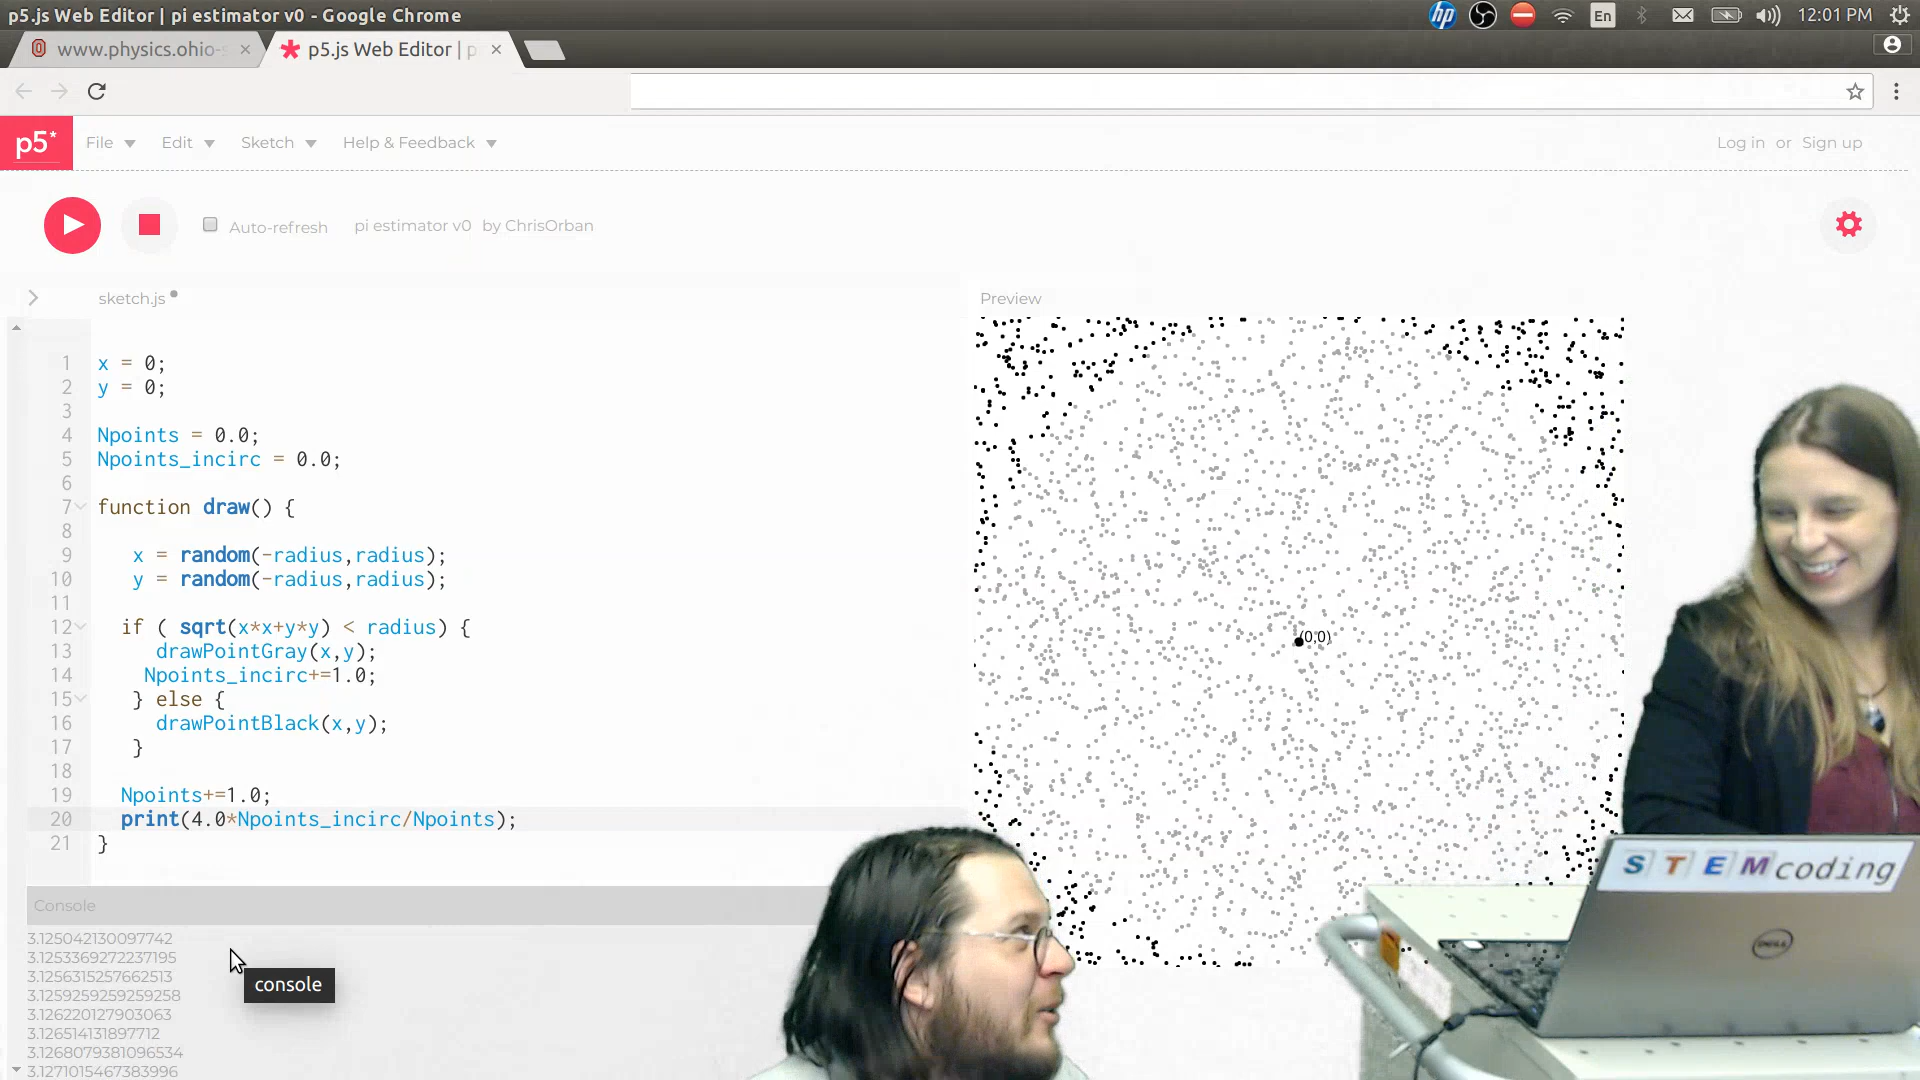 p5.js Web Editor | pi estimator v0 - Google Chrome
hp
En
12:01 PM
www.physics.ohio-
p5.js Web Editor | p
p5*
File
Edit
Sketch
Help & Feedback
Log in or Sign up
Auto-refresh
pi estimator v0 by ChrisOrban
sketch.js
Preview
1 x = 0;
2 y = 0;
3
4 Npoints = 0.0;
5 Npoints_incirc = 0.0;
6
7 function draw() {
8
9 x = random(-radius,radius);
10 y = random(-radius,radius);
11
12 if ( sqrt(x*x+y*y) < radius) {
13 drawPointGray(x,y);
14 Npoints_incirc+=1.0;
15 } else {
16 drawPointBlack(x,y);
17 }
18
19 Npoints+=1.0;
20 print(4.0*Npoints_incirc/Npoints);
21 }
(0,0)
Console
3.125042130097742
3.1253369272237195
3.1256315257662513
3.1259259259259258
3.126220127903063
3.126514131897712
3.1268079381096534
3.1271015467383996
console
STEMcoding
DELL